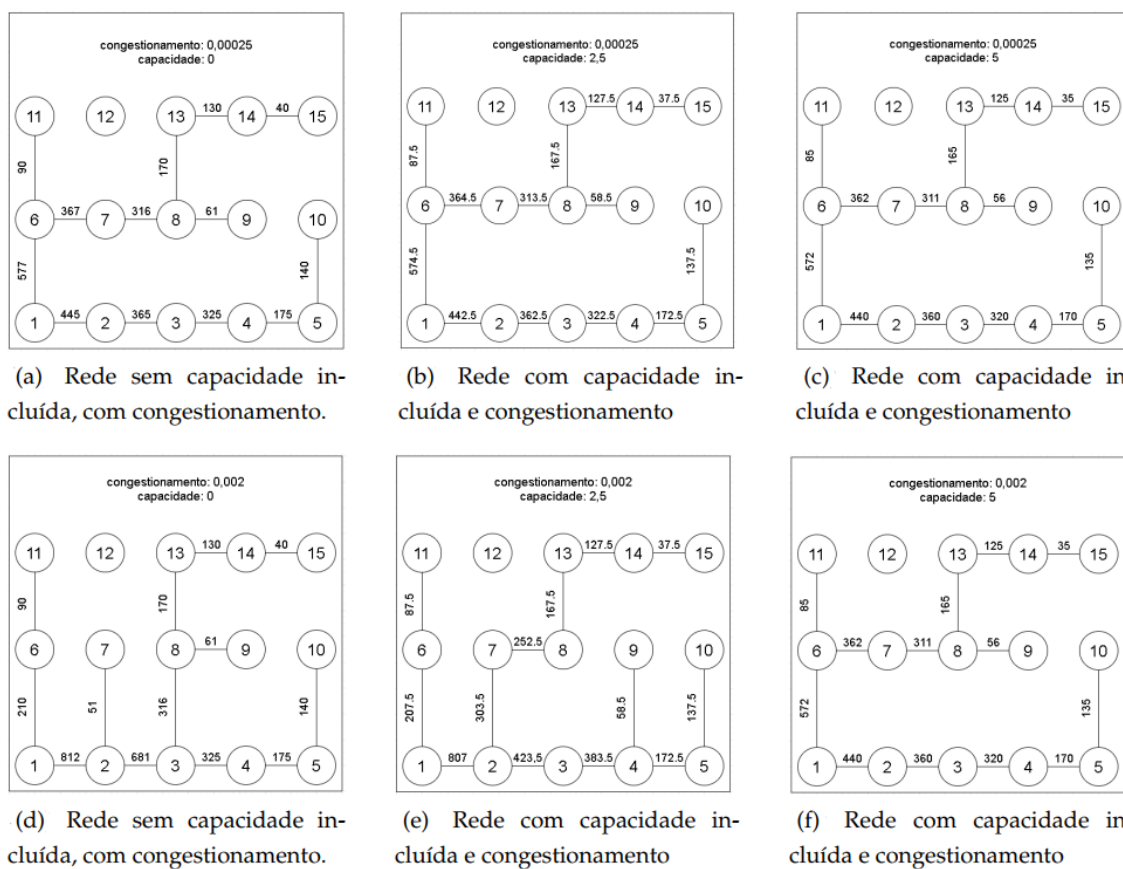 congestionamento: 0,00025
capacidade: 0
11 12 13 130 14 40 15
90 170
6 367 7 316 8 61 9 10
577 140
1 445 2 365 3 325 4 175 5
(a) Rede sem capacidade in-
cluída, com congestionamento.
congestionamento: 0,00025
capacidade: 2,5
11 12 13 127.5 14 37.5 15
87.5 167.5
6 364.5 7 313.5 8 58.5 9 10
574.5 137.5
1 442.5 2 362.5 3 322.5 4 172.5 5
(b) Rede com capacidade in-
cluída e congestionamento
congestionamento: 0,00025
capacidade: 5
11 12 13 125 14 35 15
85 165
6 362 7 311 8 56 9 10
572 135
1 440 2 360 3 320 4 170 5
(c) Rede com capacidade in
cluída e congestionamento
congestionamento: 0,002
capacidade: 0
11 12 13 130 14 40 15
90 170
6 7 8 61 9 10
210 51 316 140
1 812 2 681 3 325 4 175 5
(d) Rede sem capacidade in-
cluída, com congestionamento.
congestionamento: 0,002
capacidade: 2,5
11 12 13 127.5 14 37.5 15
87.5 167.5
6 7 252.5 8 9 10
207.5 303.5 58.5 137.5
1 807 2 423,5 3 383.5 4 172.5 5
(e) Rede com capacidade in-
cluída e congestionamento
congestionamento: 0,002
capacidade: 5
11 12 13 125 14 35 15
85 165
6 362 7 311 8 56 9 10
572 135
1 440 2 360 3 320 4 170 5
(f) Rede com capacidade in
cluída e congestionamento